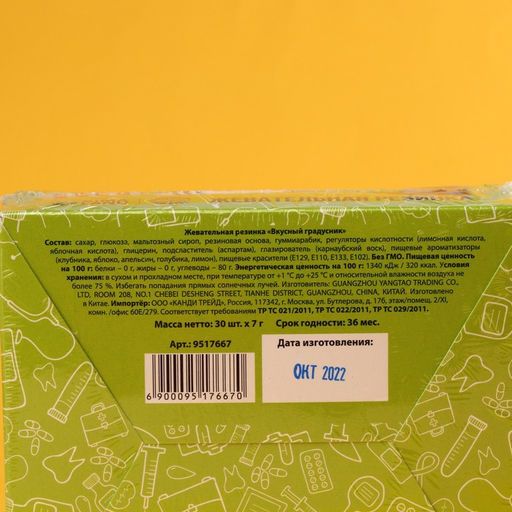 Жевательная резинка «Вкусный градусник»
Состав: сахар, глюкоза, мальтозный сироп, резиновая основа, гуммиарабик, регуляторы кислотности (лимонная кислота,
яблочная кислота), глицерин, подсластитель (аспартам), глазирователь (карнаубский воск), пищевые ароматизаторы
(клубника, яблоко, апельсин, голубика, лимон), пищевые красители (E129, E110, E133, E102). Без ГМО. Пищевая ценность
на 100 г: белки – 0 г, жиры – 0 г, углеводы – 80 г. Энергетическая ценность на 100 г: 1340 кДж / 320 ккал. Условия
хранения: в сухом и прохладном месте, при температуре от +1 °C до +25 °C и относительной влажности воздуха не
более 75 %. Избегать попадания прямых солнечных лучей. Изготовитель: GUANGZHOU YANGTAO TRADING CO.,
LTD, ROOM 208, NO.1 CHEBEI DESHENG STREET, TIANHE DISTRICT, GUANGZHOU, CHINA, КИТАЙ. Изготовлено
в Китае. Импортёр: ООО «КАНДИ ТРЕЙД», Россия, 117342, г. Москва, ул. Бутлерова, д. 17б, этаж/помещ. 2/XI,
комн. /офис 60Е/279. Соответствует требованиям ТР ТС 021/2011, ТР ТС 022/2011, ТР ТС 029/2011.
Масса нетто: 30 шт. x 7 г Срок годности: 36 мес.
Арт.: 9517667
Дата изготовления:
ОКТ 2022
6 900095 176670